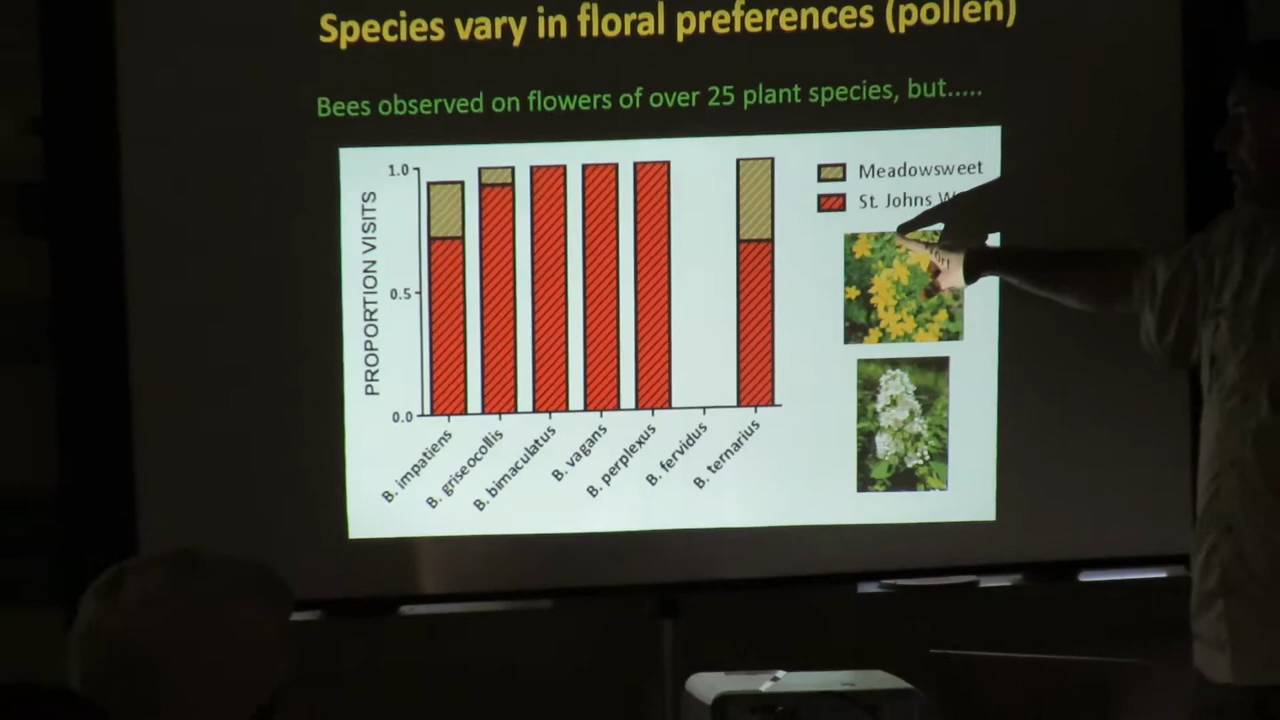 Species vary in floral preferences (pollen)
Bees observed on flowers of over 25 plant species, but.....
PROPORTION VISITS
1.0
0.5
0.0
B. impatiens
B. griseocollis
B. bimaculatus
B. vagans
B. perplexus
B. fervidus
B. ternarius
Meadowsweet
St. Johns